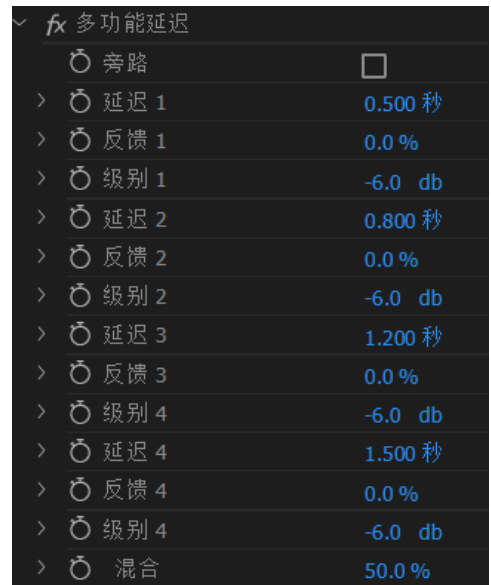 fx 多功能延迟
旁路
延迟 1 0.500 秒
反馈 1 0.0 %
级别 1 -6.0 db
延迟 2 0.800 秒
反馈 2 0.0 %
级别 2 -6.0 db
延迟 3 1.200 秒
反馈 3 0.0 %
级别 4 -6.0 db
延迟 4 1.500 秒
反馈 4 0.0 %
级别 4 -6.0 db
混合 50.0 %